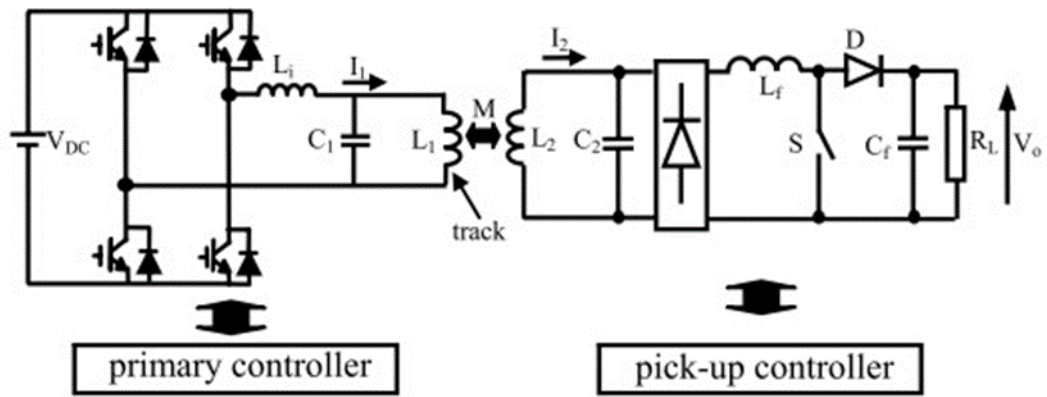 V_DC
L_i
I_1
C_1
L_1
M
track
I_2
L_2
C_2
L_f
D
S
C_f
R_L
V_o
primary controller
pick-up controller